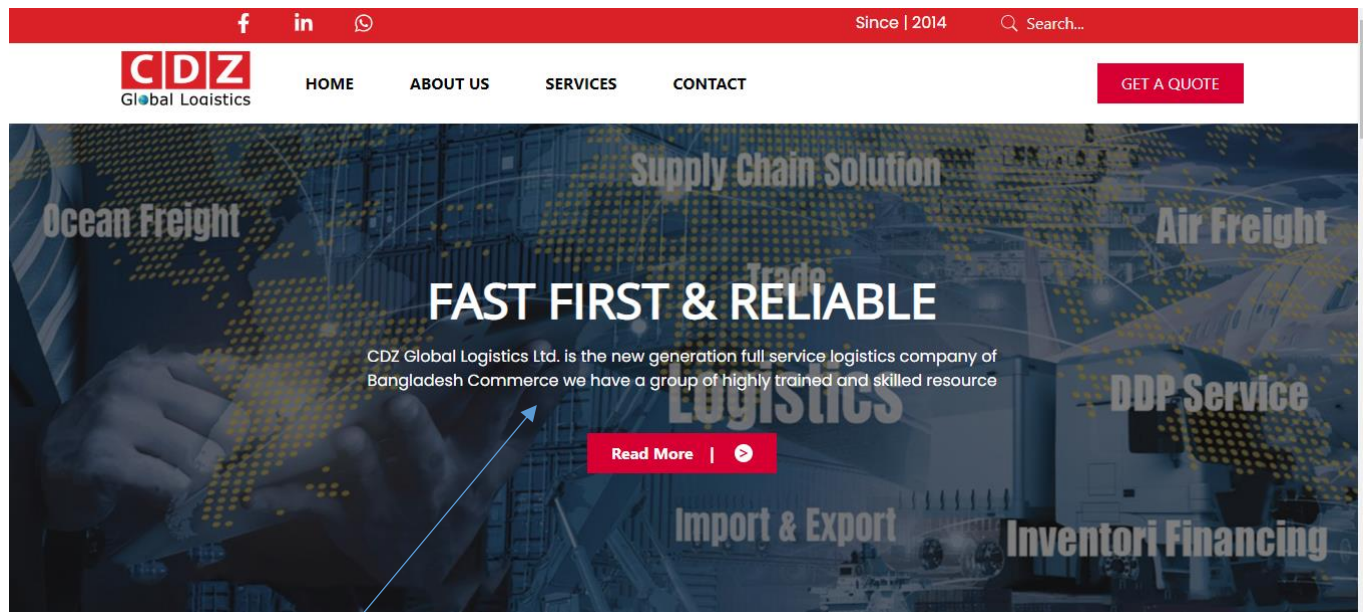 f in
Since | 2014
Search...
CDZ
Global Logistics
HOME
ABOUT US
SERVICES
CONTACT
GET A QUOTE
Supply Chain Solution
Ocean Freight
Air Freight
Trade
FAST FIRST & RELIABLE
CDZ Global Logistics Ltd. is the new generation full service logistics company of
Bangladesh Commerce we have a group of highly trained and skilled resource
Logistics
DDP Service
Read More | >
Import & Export
Inventori Financing